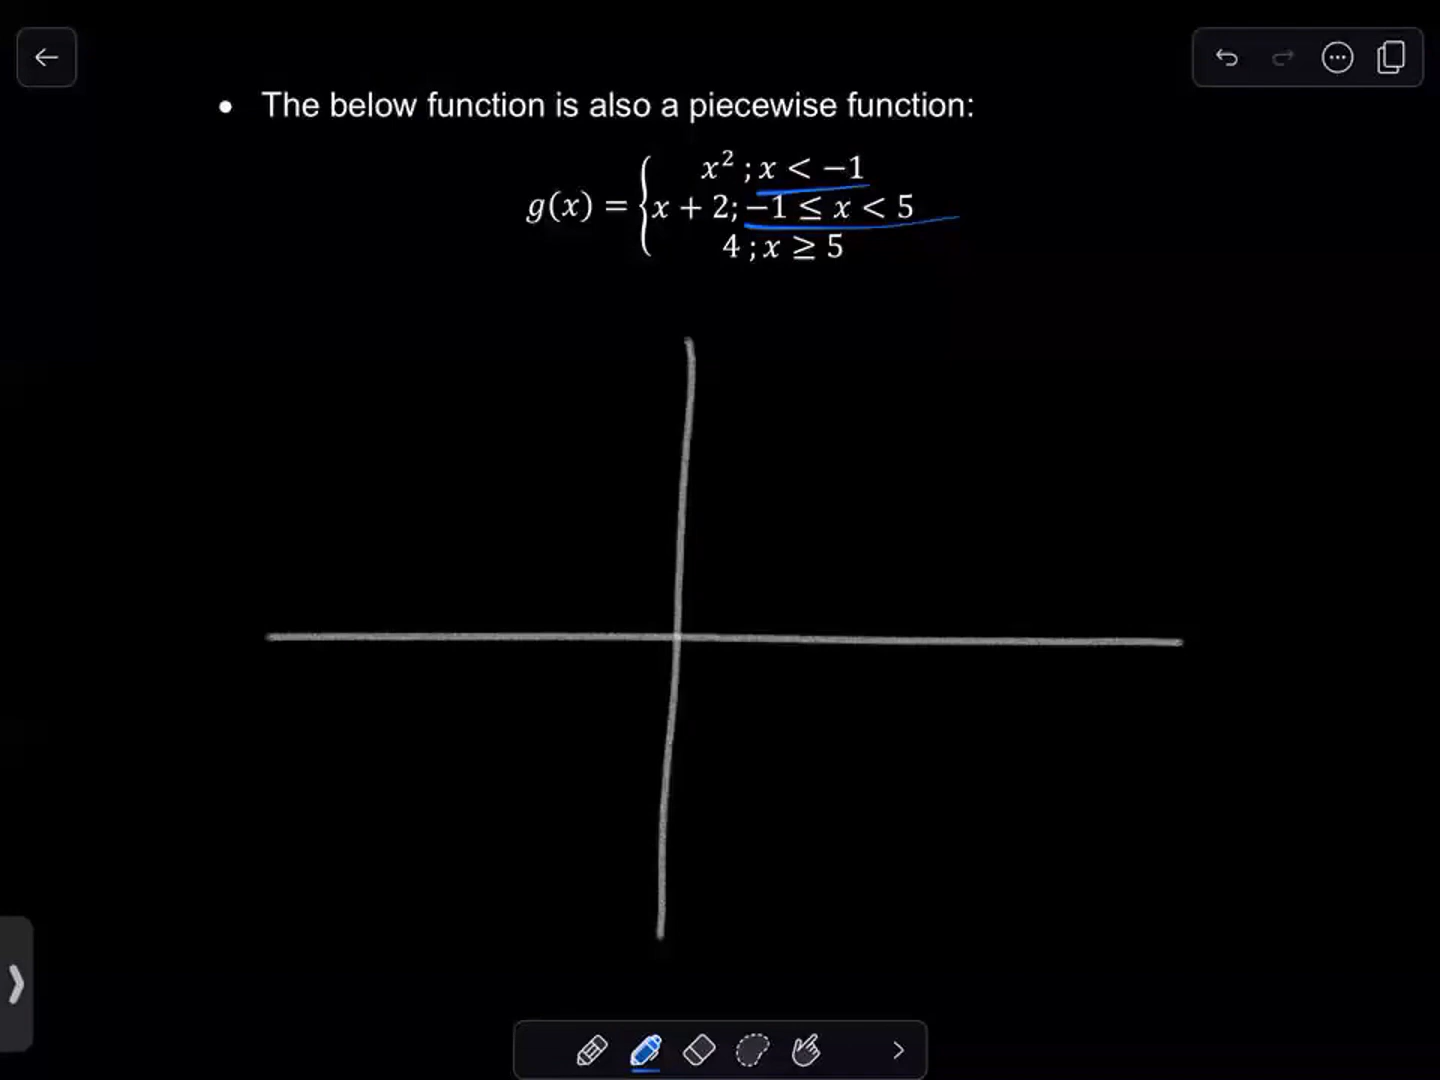 • The below function is also a piecewise function:
x² ; x < −1
g(x) = { x + 2; −1 ≤ x < 5
4 ; x ≥ 5